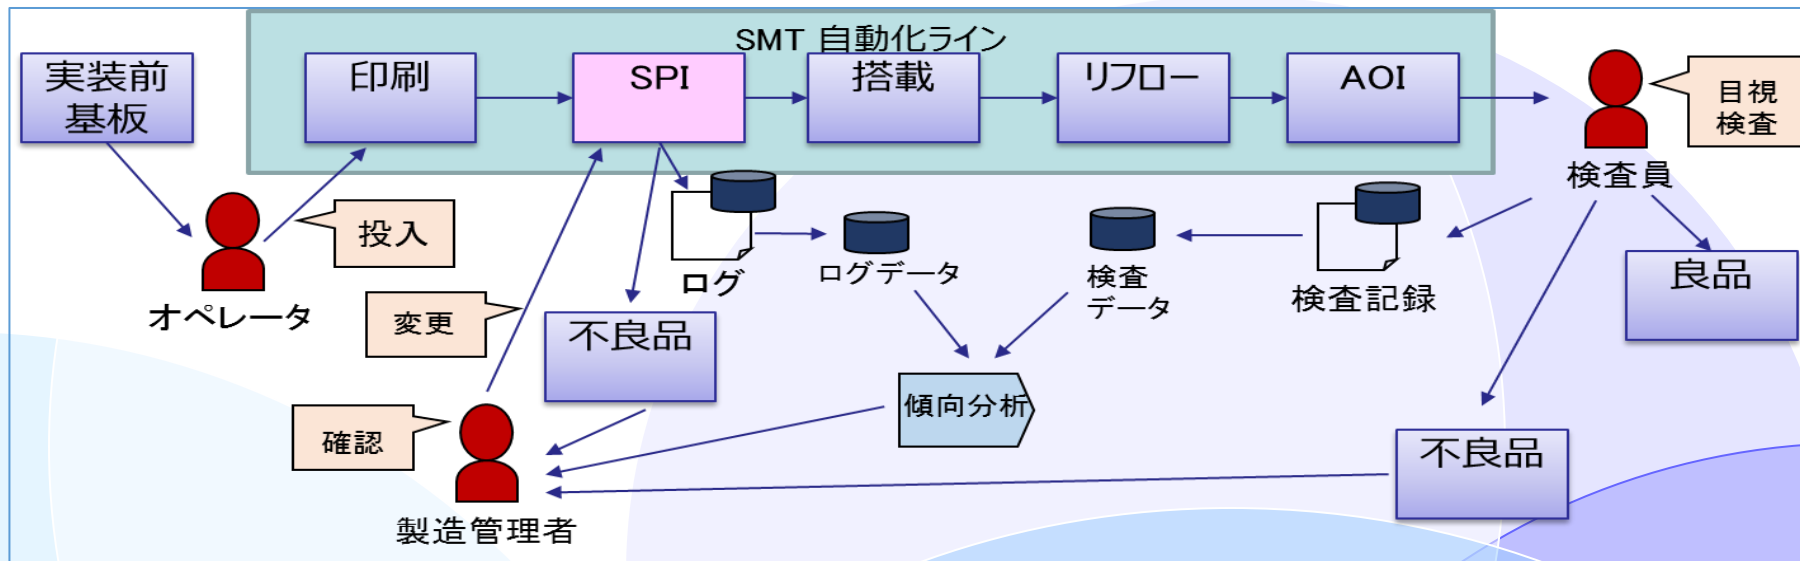 SMT 自動化ライン
実装前
基板
印刷
SPI
搭載
リフロー
AOI
目視
検査
検査員
投入
オペレータ
ログ
ログデータ
検査
データ
検査記録
良品
変更
不良品
確認
傾向分析
不良品
製造管理者